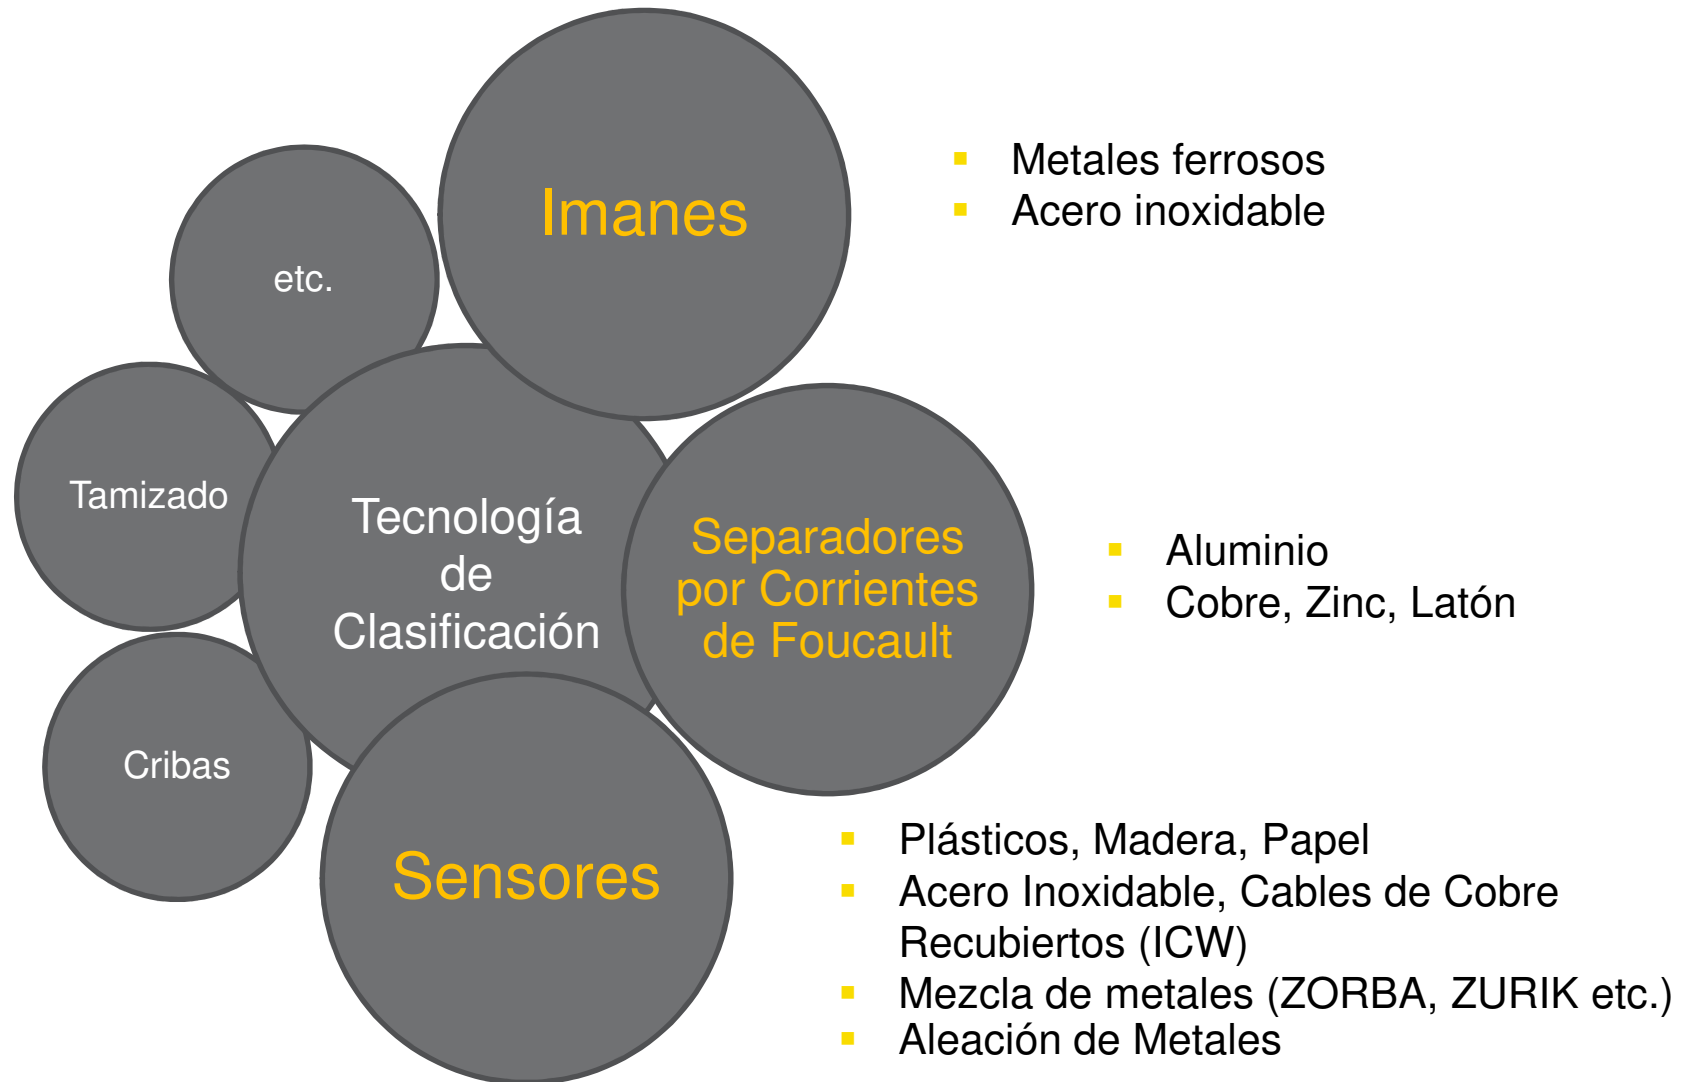 Imanes
Metales ferrosos
Acero inoxidable
etc.
Tamizado
Tecnología
de
Clasificación
Separadores
por Corrientes
de Foucault
Aluminio
Cobre, Zinc, Latón
Cribas
Sensores
Plásticos, Madera, Papel
Acero Inoxidable, Cables de Cobre
Recubiertos (ICW)
Mezcla de metales (ZORBA, ZURIK etc.)
Aleación de Metales